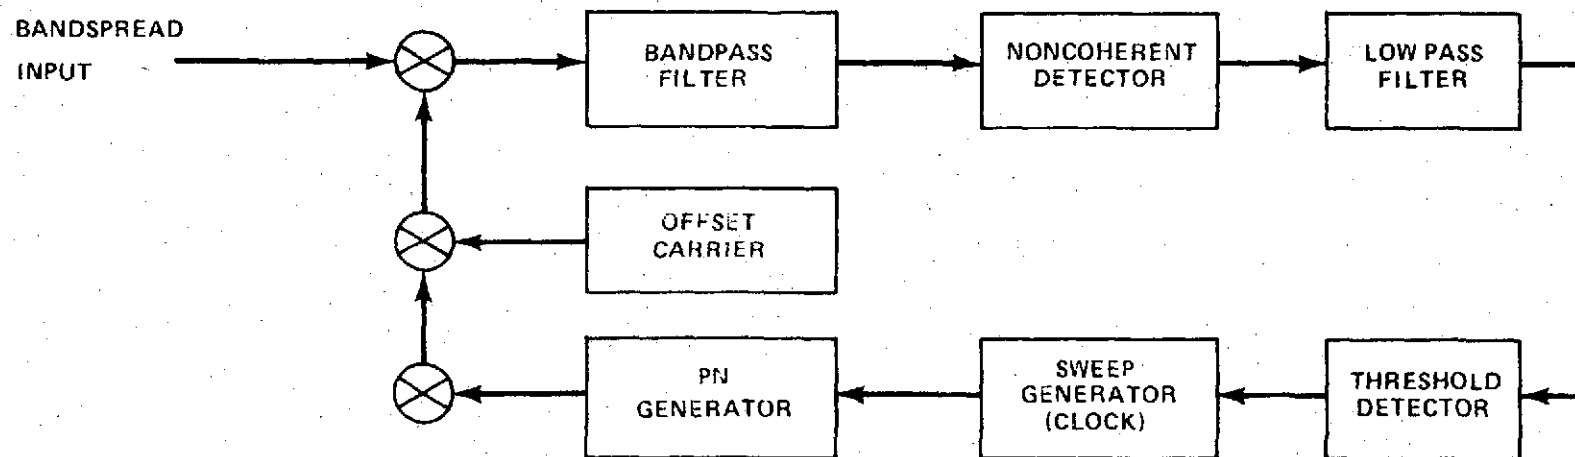 BANDSPREAD
INPUT
BANDPASS
FILTER
NONCOHERENT
DETECTOR
LOW PASS
FILTER
OFFSET
CARRIER
PN
GENERATOR
SWEEP
GENERATOR
(CLOCK)
THRESHOLD
DETECTOR